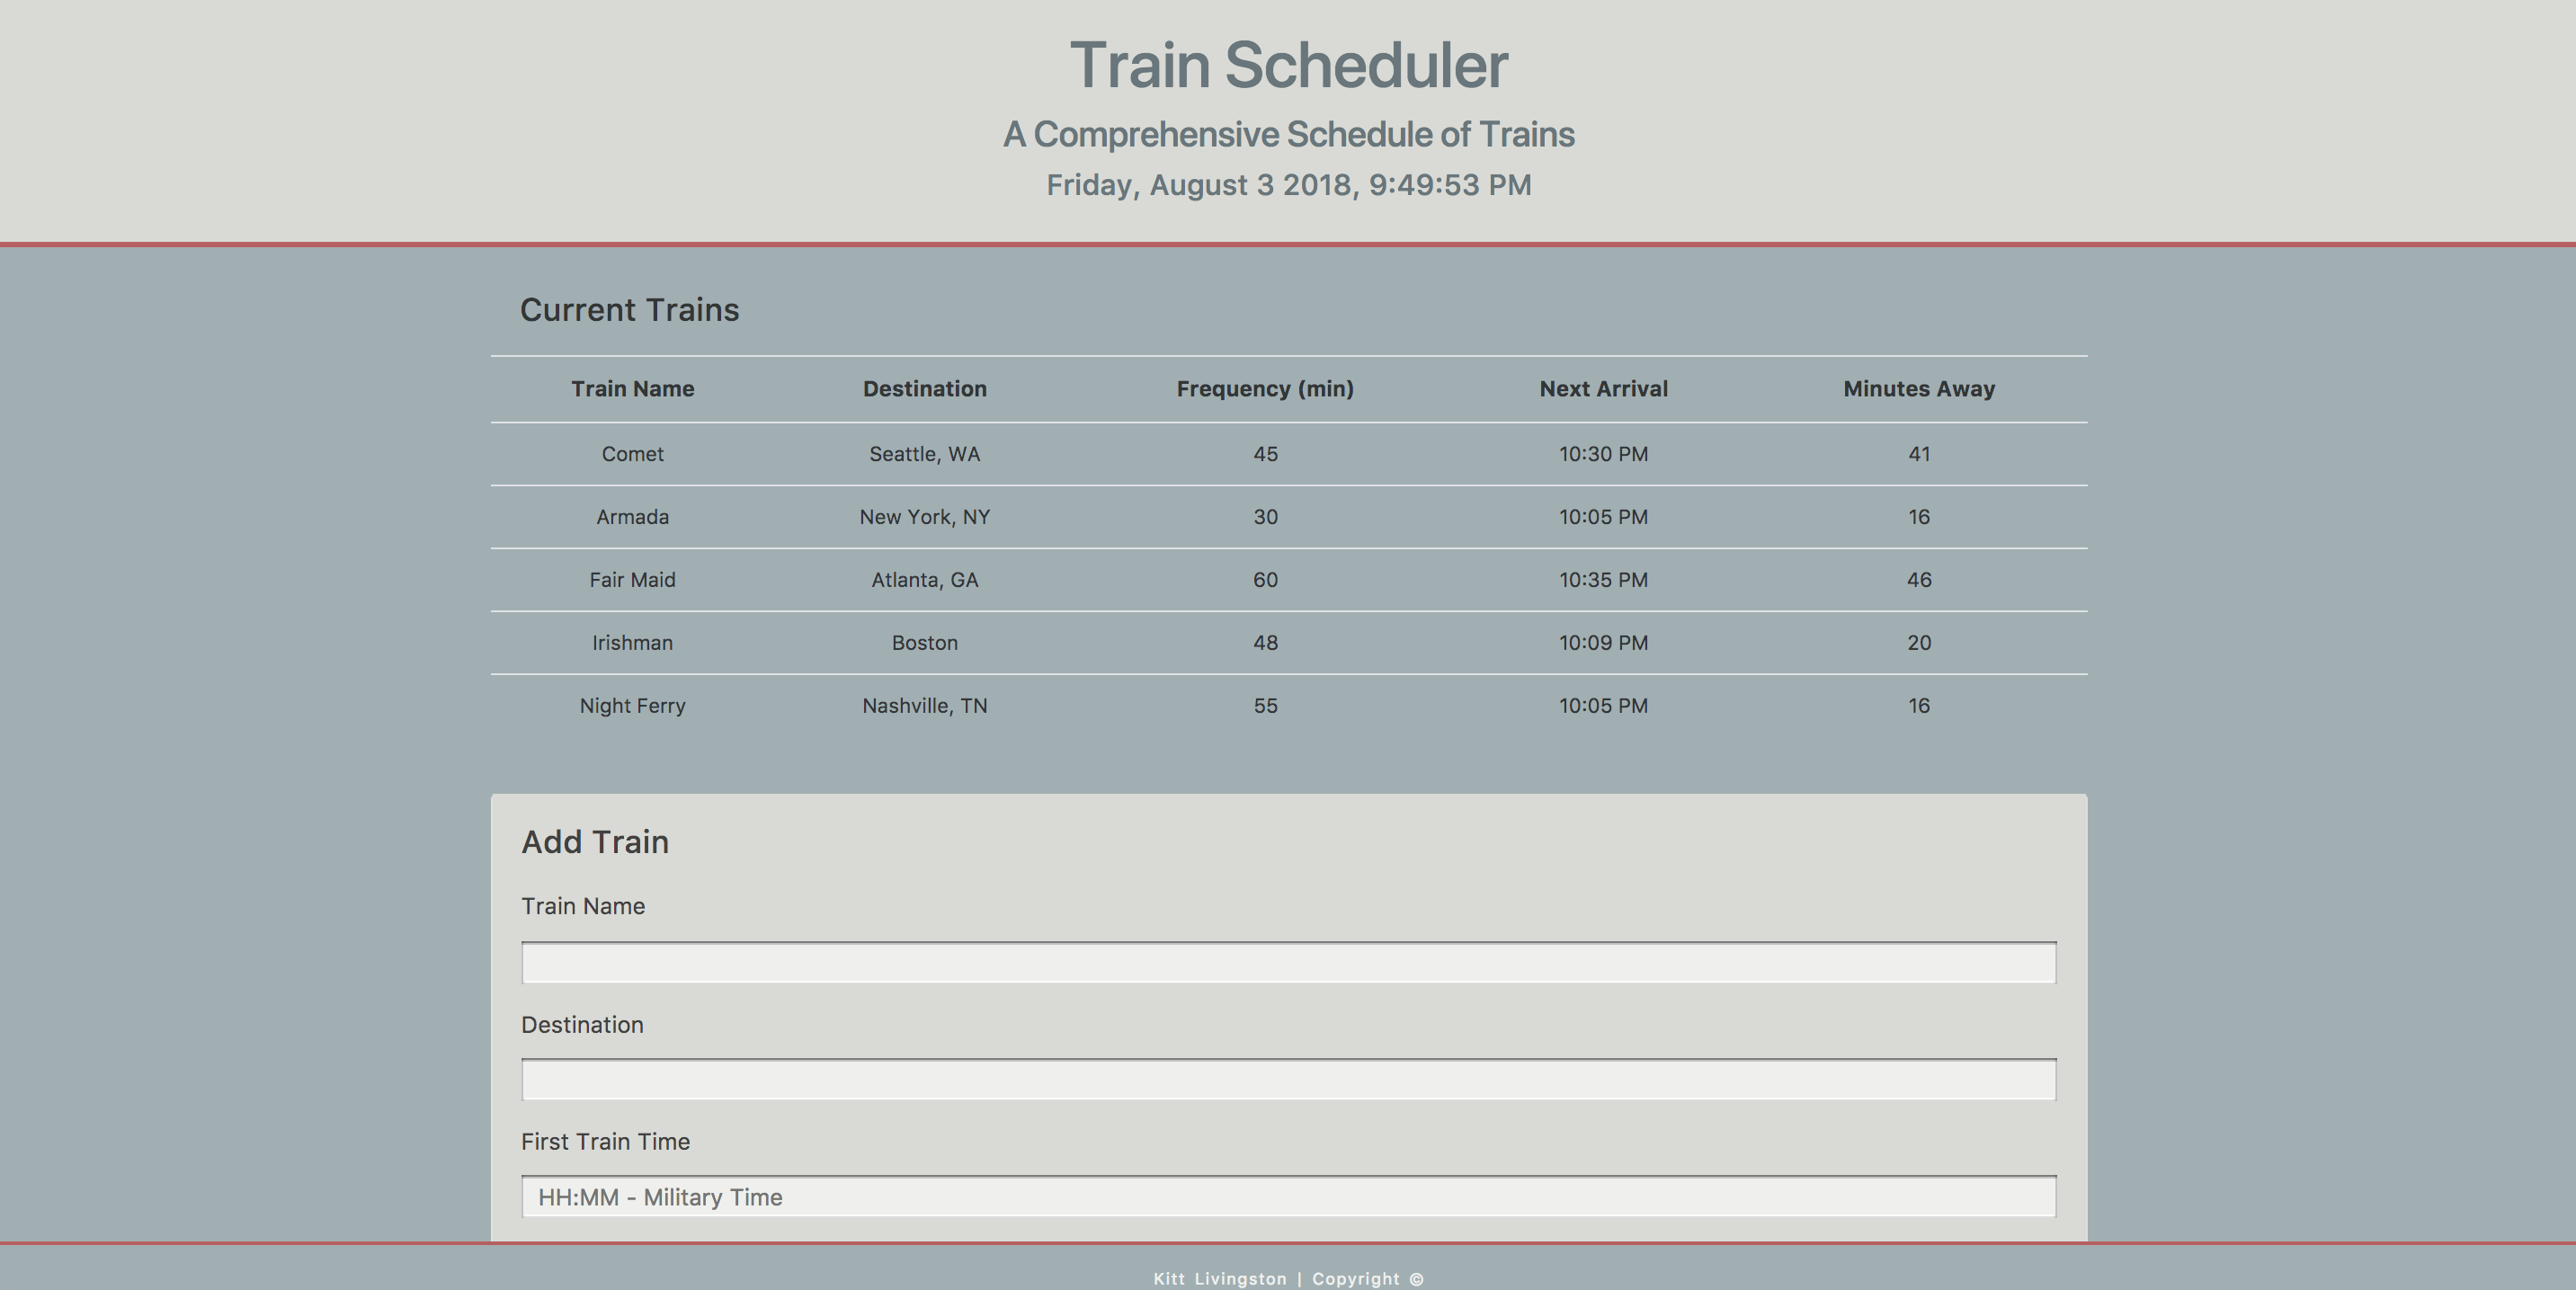 Train Scheduler
A Comprehensive Schedule of Trains
Friday, August 3 2018, 9:49:53 PM
Current Trains
Train Name Destination Frequency (min) Next Arrival Minutes Away
Comet Seattle, WA 45 10:30 PM 41
Armada New York, NY 30 10:05 PM 16
Fair Maid Atlanta, GA 60 10:35 PM 46
Irishman Boston 48 10:09 PM 20
Night Ferry Nashville, TN 55 10:05 PM 16
Add Train
Train Name
Destination
First Train Time
HH:MM - Military Time
Kitt Livingston | Copyright ©